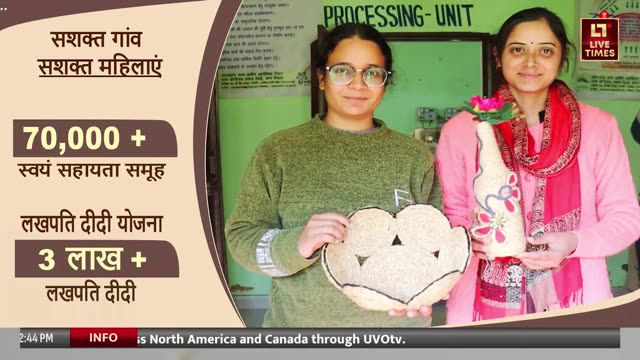 सशक्त गांव
सशक्त महिलाएं
70,000 +
स्वयं सहायता समूह
लखपति दीदी योजना
3 लाख +
लखपति दीदी
PROCESSING-UNIT
LIVE
TIMES
2:44 PM
INFO
ss North America and Canada through UVOtv.